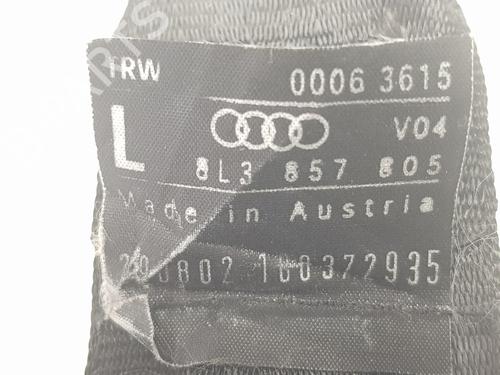 TRW 0006 3615
L V04
8L3 857 805
Made in Austria
290802 100372935